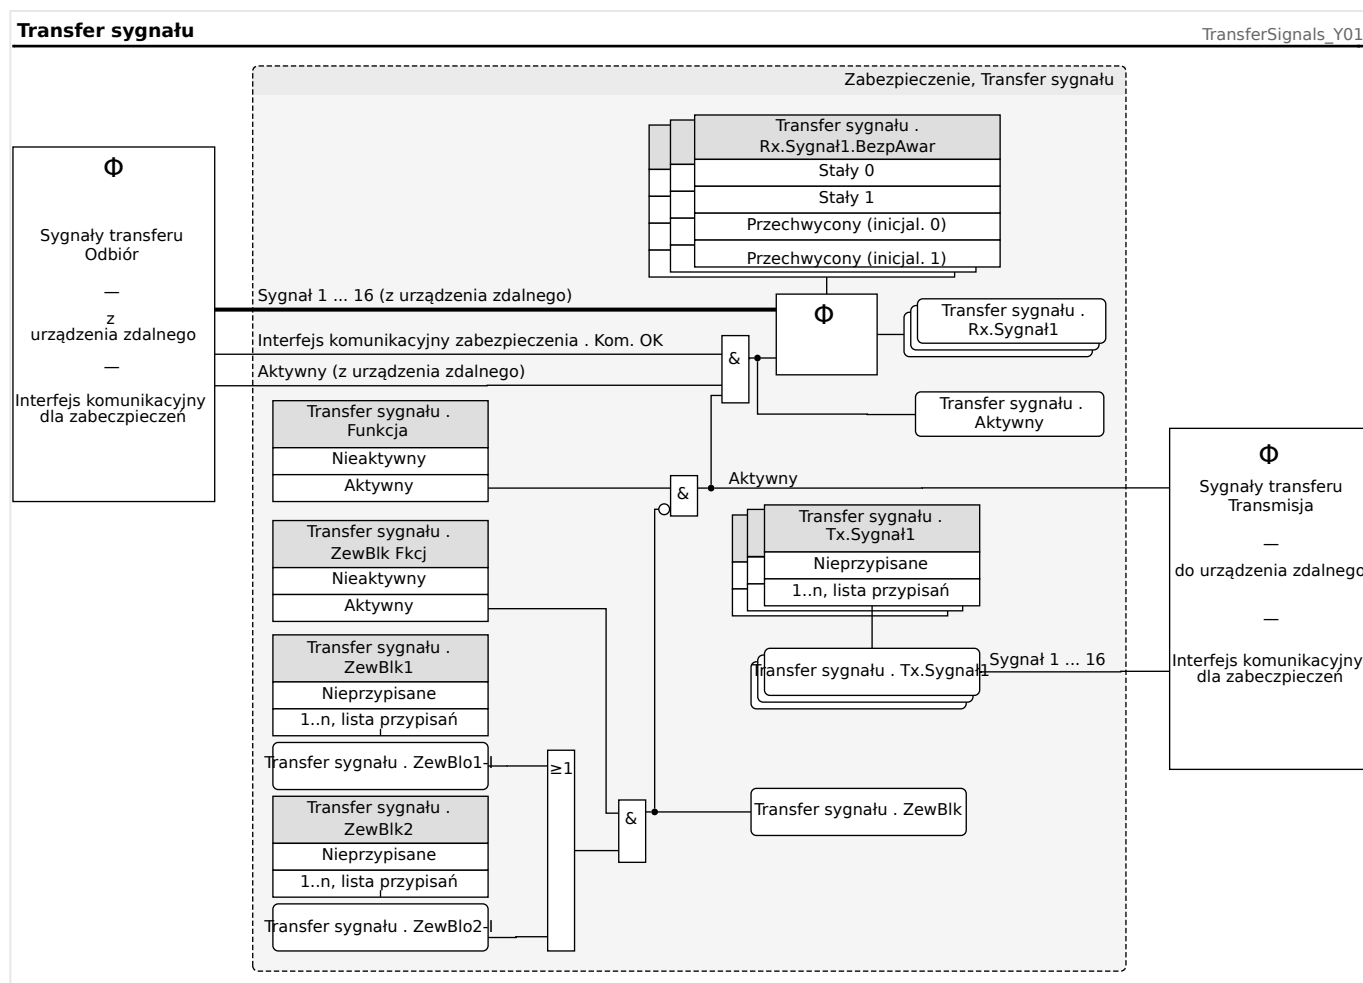 Transfer sygnału
TransferSignals_Y01
Zabezpieczenie, Transfer sygnału
Φ
Sygnały transferu
Odbiór
—
z
urządzenia zdalnego
—
Interfejs komunikacyjny
dla zabeczpieczeń
Transfer sygnału .
Rx.Sygnał1.BezpAwar
Stały 0
Stały 1
Przechwycony (inicjal. 0)
Przechwycony (inicjal. 1)
Sygnał 1 ... 16 (z urządzenia zdalnego)
Interfejs komunikacyjny zabezpieczenia . Kom. OK
Aktywny (z urządzenia zdalnego)
&
Φ
Transfer sygnału .
Rx.Sygnał1
Transfer sygnału .
Aktywny
Transfer sygnału .
Funkcja
Nieaktywny
Aktywny
&
Aktywny
Transfer sygnału .
ZewBlk Fkcj
Nieaktywny
Aktywny
Transfer sygnału .
Tx.Sygnał1
Nieprzypisane
1..n, lista przypisań
Transfer sygnału . Tx.Sygnał1
Sygnał 1 ... 16
Φ
Sygnały transferu
Transmisja
—
do urządzenia zdalnego
—
Interfejs komunikacyjny
dla zabeczpieczeń
Transfer sygnału .
ZewBlk1
Nieprzypisane
1..n, lista przypisań
Transfer sygnału . ZewBlo1-I
≥1
Transfer sygnału .
ZewBlk2
Nieprzypisane
1..n, lista przypisań
Transfer sygnału . ZewBlo2-I
&
Transfer sygnału . ZewBlk